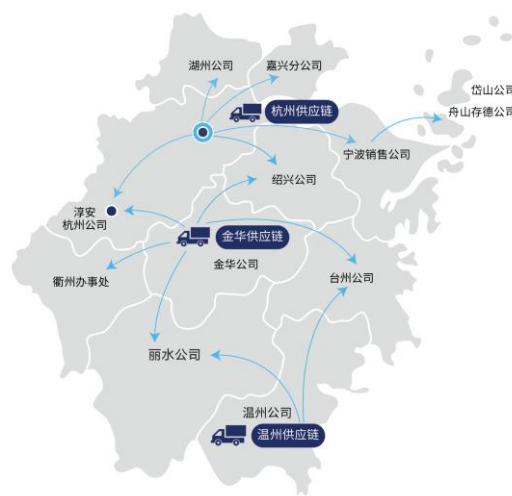 湖州公司
嘉兴分公司
岱山公司
舟山存德公司
杭州供应链
宁波销售公司
绍兴公司
淳安
杭州公司
金华供应链
金华公司
衢州办事处
台州公司
丽水公司
温州公司
温州供应链